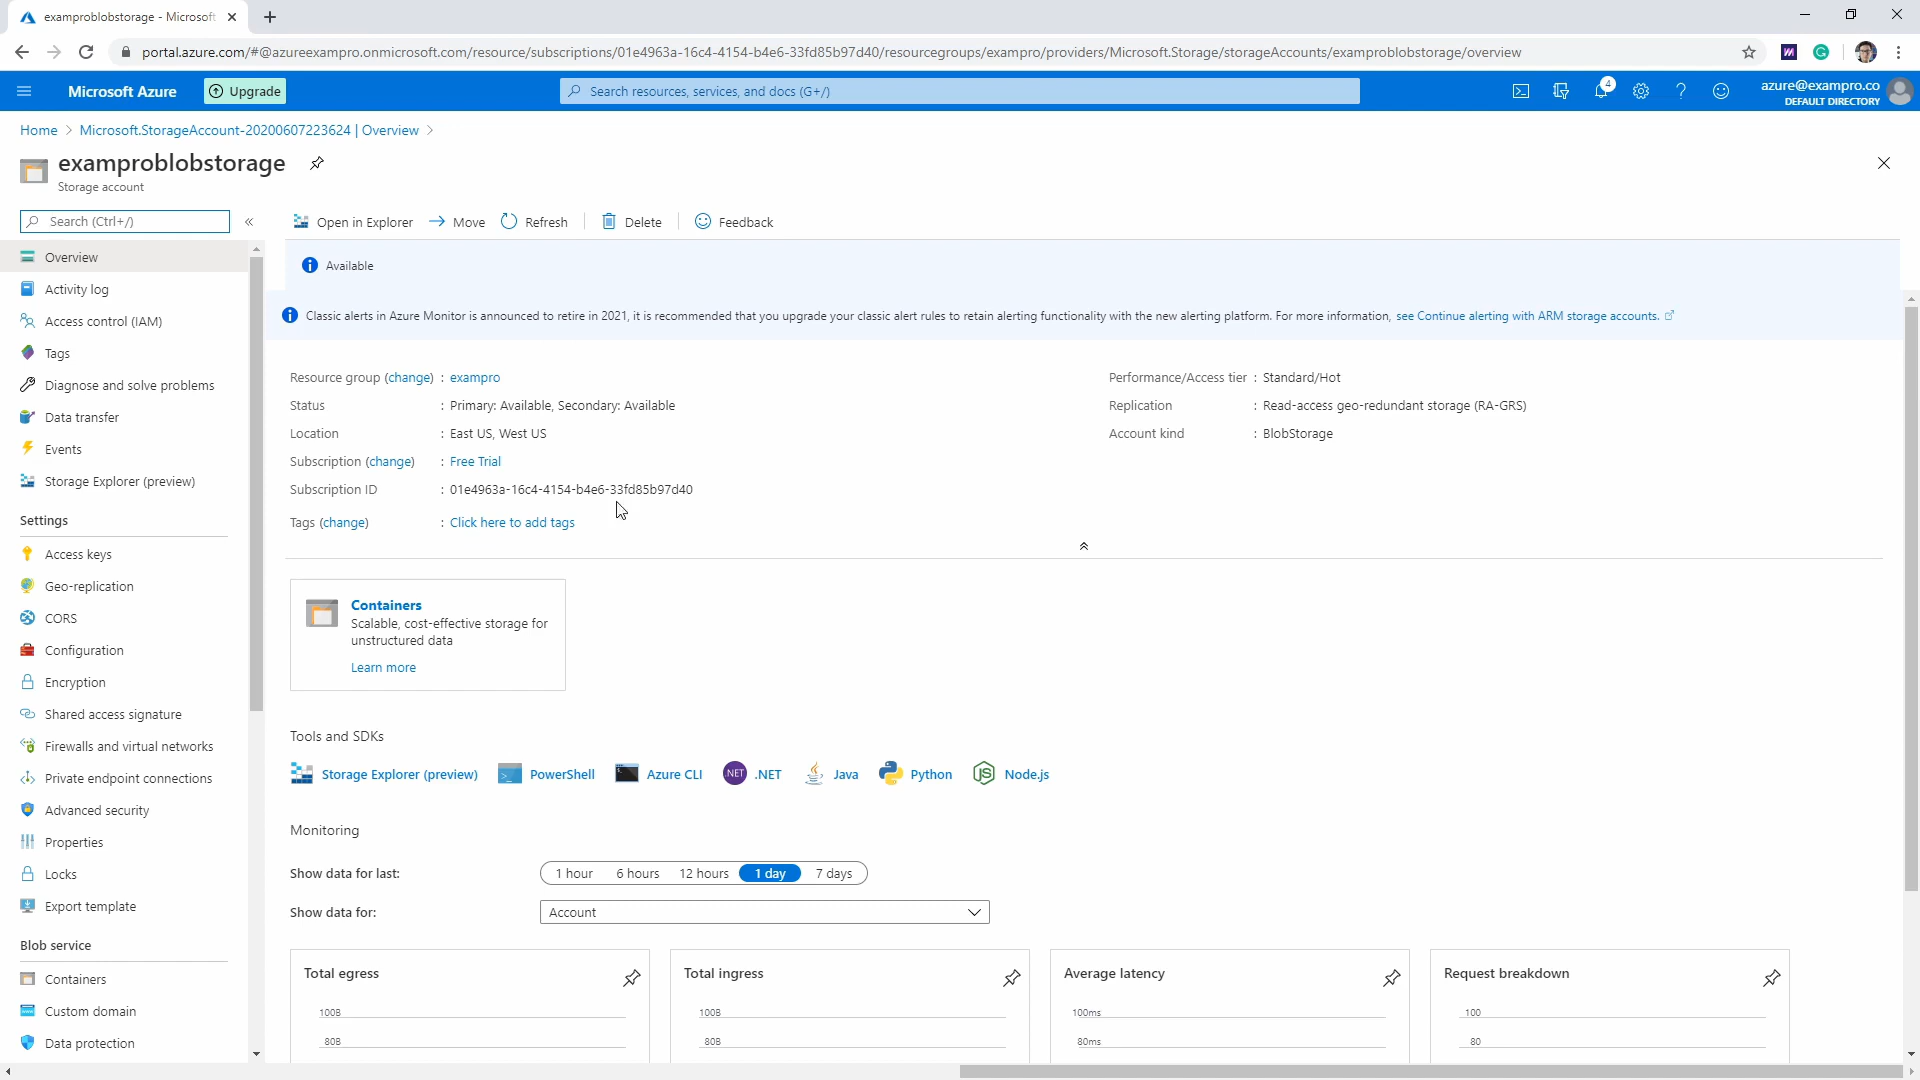 examproblobstorage - Microsoft
portal.azure.com/#@azureexampro.onmicrosoft.com/resource/subscriptions/01e4963a-16c4-4154-b4e6-33fd85b97d40/resourcegroups/exampro/providers/Microsoft.Storage/storageAccounts/examproblobstorage/overview
Microsoft Azure
Upgrade
Search resources, services, and docs (G+/)
4
azure@exampro.co
DEFAULT DIRECTORY
Home > Microsoft.StorageAccount-20200607223624 | Overview >
examproblobstorage
Storage account
Search (Ctrl+/)
«
Open in Explorer
Move
Refresh
Delete
Feedback
Overview
Activity log
Access control (IAM)
Tags
Diagnose and solve problems
Data transfer
Events
Storage Explorer (preview)
Settings
Access keys
Geo-replication
CORS
Configuration
Encryption
Shared access signature
Firewalls and virtual networks
Private endpoint connections
Advanced security
Properties
Locks
Export template
Blob service
Containers
Custom domain
Data protection
Available
Classic alerts in Azure Monitor is announced to retire in 2021, it is recommended that you upgrade your classic alert rules to retain alerting functionality with the new alerting platform. For more information, see Continue alerting with ARM storage accounts.
Resource group (change) : exampro
Status : Primary: Available, Secondary: Available
Location : East US, West US
Subscription (change) : Free Trial
Subscription ID : 01e4963a-16c4-4154-b4e6-33fd85b97d40
Tags (change) : Click here to add tags
Performance/Access tier : Standard/Hot
Replication : Read-access geo-redundant storage (RA-GRS)
Account kind : BlobStorage
Containers
Scalable, cost-effective storage for
unstructured data
Learn more
Tools and SDKs
Storage Explorer (preview)
PowerShell
Azure CLI
NET .NET
Java
Python
JS Node.js
Monitoring
Show data for last:
1 hour
6 hours
12 hours
1 day
7 days
Show data for:
Account
Total egress
100B
80B
Total ingress
100B
80B
Average latency
100ms
80ms
Request breakdown
100
80